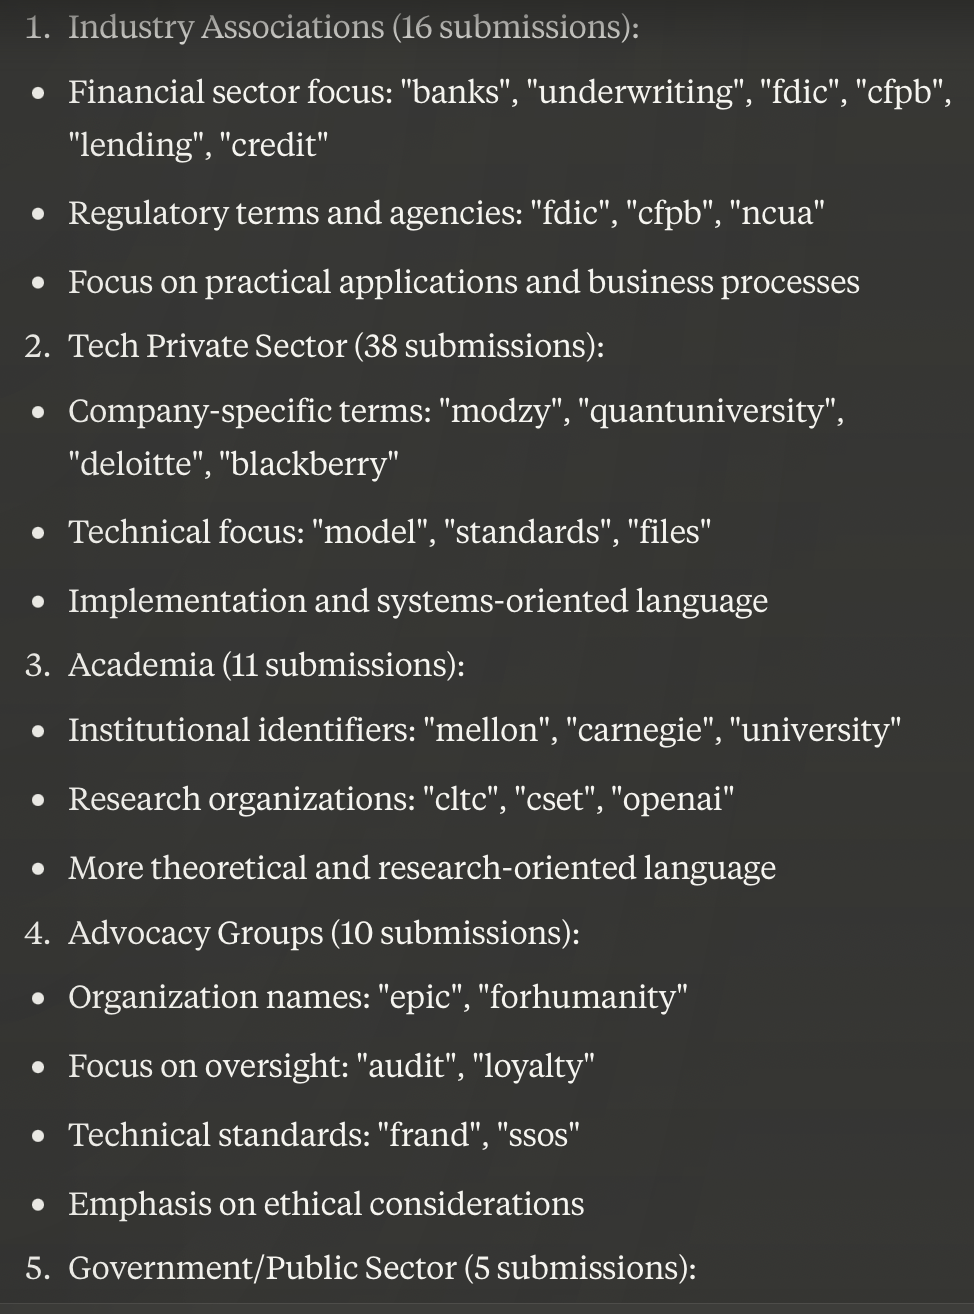 1. Industry Associations (16 submissions):
• Financial sector focus: "banks", "underwriting", "fdic", "cfpb",
"lending", "credit"
• Regulatory terms and agencies: "fdic", "cfpb", "ncua"
• Focus on practical applications and business processes
2. Tech Private Sector (38 submissions):
• Company-specific terms: "modzy", "quantuniversity",
"deloitte", "blackberry"
• Technical focus: "model", "standards", "files"
• Implementation and systems-oriented language
3. Academia (11 submissions):
• Institutional identifiers: "mellon", "carnegie", "university"
• Research organizations: "cltc", "cset", "openai"
• More theoretical and research-oriented language
4. Advocacy Groups (10 submissions):
• Organization names: "epic", "forhumanity"
• Focus on oversight: "audit", "loyalty"
• Technical standards: "frand", "ssos"
• Emphasis on ethical considerations
5. Government/Public Sector (5 submissions):